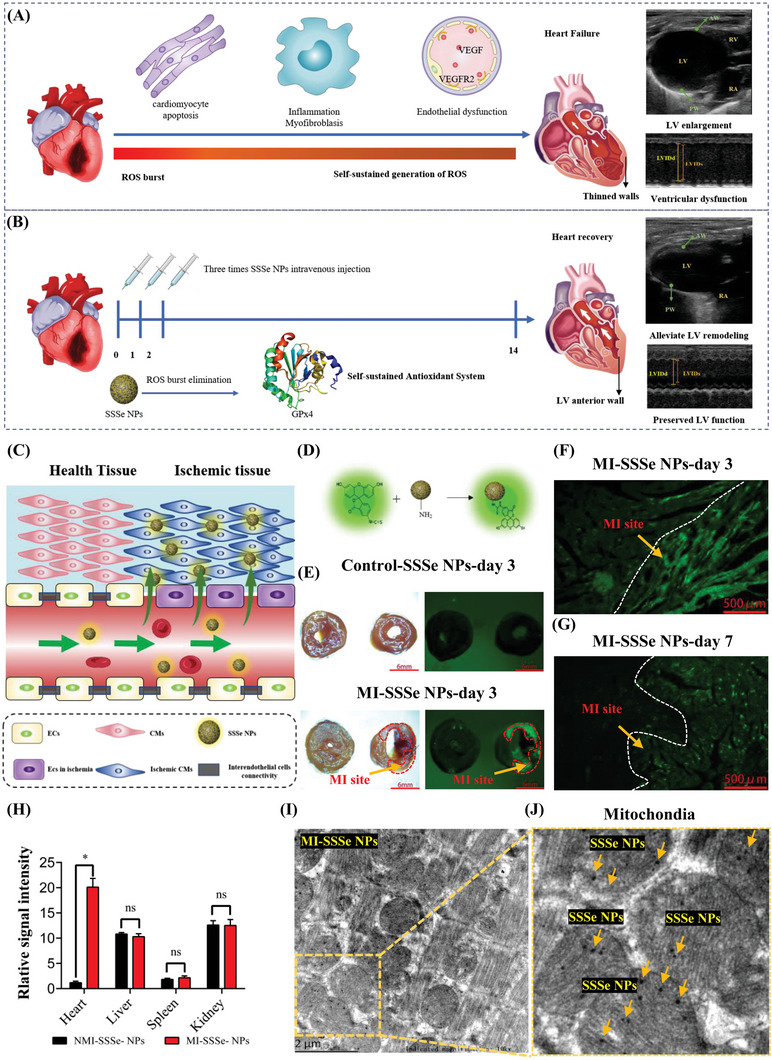 (A)
cardiomyocyte
apoptosis
Inflammation
Myofibroblasis
VEGF
VEGFR2
Endothelial dysfunction
Heart Failure
AW
RV
LV
RA
PW
LV enlargement
ROS burst
Self-sustained generation of ROS
Thinned walls
LVIDd
LVIDs
Ventricular dysfunction
(B)
Three times SSSe NPs intravenous injection
0 1 2
14
SSSe NPs
ROS burst elimination
GPx4
Self-sustained Antioxidant System
Heart recovery
LV anterior wall
AW
LV
RA
PW
Alleviate LV remodeling
LVIDd
LVIDs
Preserved LV function
(C)
Health Tissue
Ischemic tissue
ECs
CMs
SSSe NPs
Ecs in ischemia
Ischemic CMs
Interendothelial cells
connectivity
(D)
+
NH₂
(E)
Control-SSSe NPs-day 3
6mm
MI-SSSe NPs-day 3
6mm
MI site
MI site
(F)
MI-SSSe NPs-day 3
MI site
500μm
(G)
MI-SSSe NPs-day 7
MI site
500μm
(H)
Rlative signal intensity
25
20
15
10
5
0
*
ns
ns
ns
Heart
Liver
Spleen
Kidney
NMI-SSSe- NPs
MI-SSSe- NPs
(I)
MI-SSSe NPs
2 μm
(J)
Mitochondia
SSSe NPs
SSSe NPs
SSSe NPs
SSSe NPs